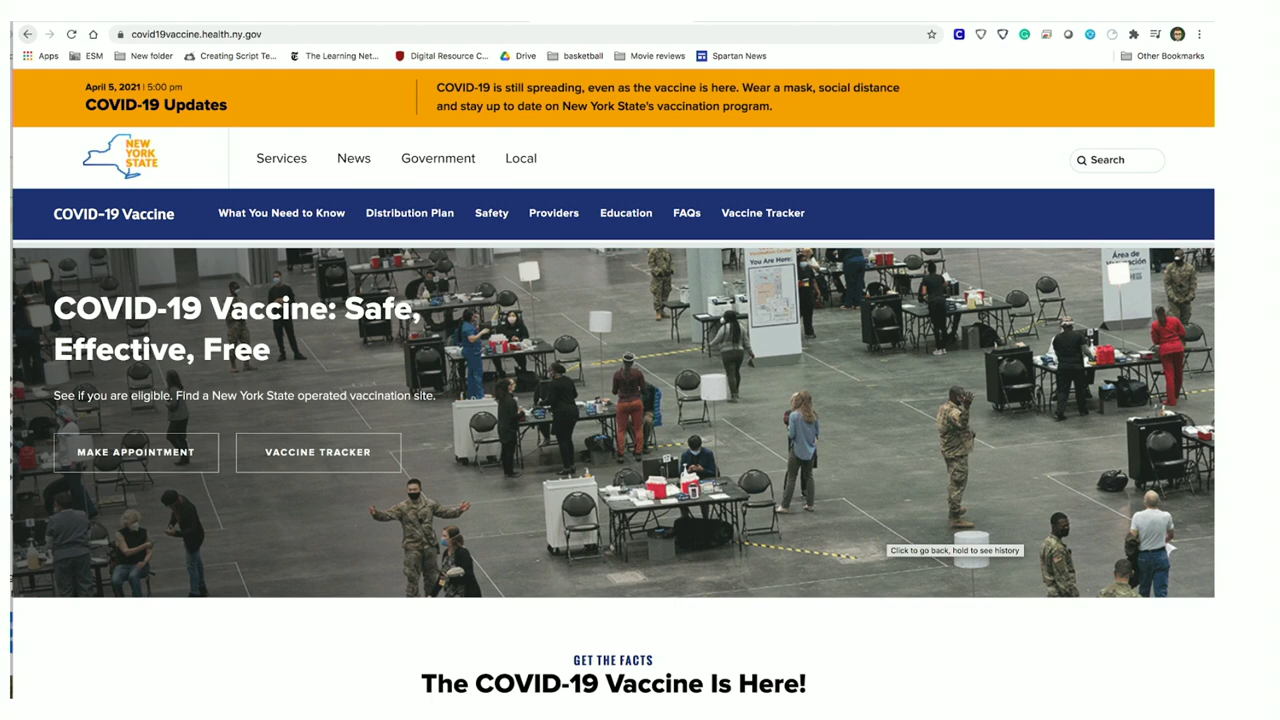 covid19vaccine.health.ny.gov
Apps ESM New folder Creating Script Te... The Learning Net... Digital Resource C... Drive basketball Movie reviews Spartan News Other Bookmarks
April 5, 2021 | 5:00 pm
COVID-19 Updates
COVID-19 is still spreading, even as the vaccine is here. Wear a mask, social distance
and stay up to date on New York State's vaccination program.
NEW
YORK
STATE
Services News Government Local
Search
COVID-19 Vaccine What You Need to Know Distribution Plan Safety Providers Education FAQs Vaccine Tracker
You Are Here:
Área de
COVID-19 Vaccine: Safe,
Effective, Free
See if you are eligible. Find a New York State operated vaccination site.
MAKE APPOINTMENT VACCINE TRACKER
Click to go back, hold to see history
GET THE FACTS
The COVID-19 Vaccine Is Here!